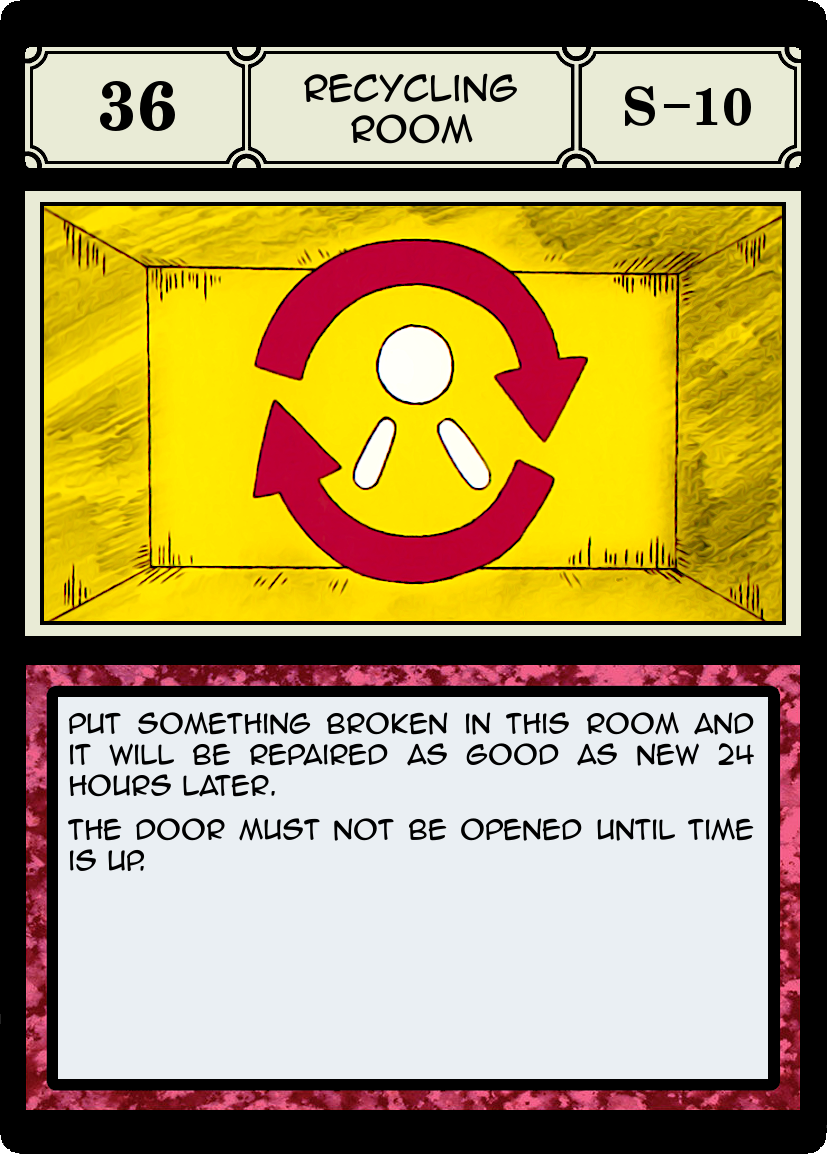 36
RECYCLING
ROOM
S-10
PUT SOMETHING BROKEN IN THIS ROOM AND
IT WILL BE REPAIRED AS GOOD AS NEW 24
HOURS LATER.
THE DOOR MUST NOT BE OPENED UNTIL TIME
IS UP.